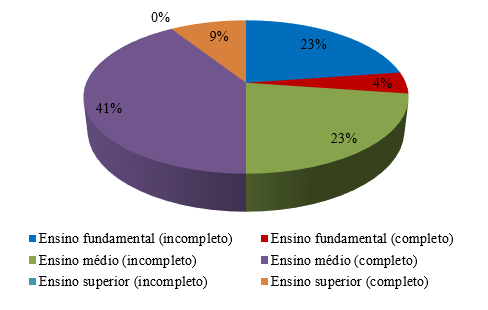 0%
9%
23%
4%
41%
23%
Ensino fundamental (incompleto)
Ensino fundamental (completo)
Ensino médio (incompleto)
Ensino médio (completo)
Ensino superior (incompleto)
Ensino superior (completo)